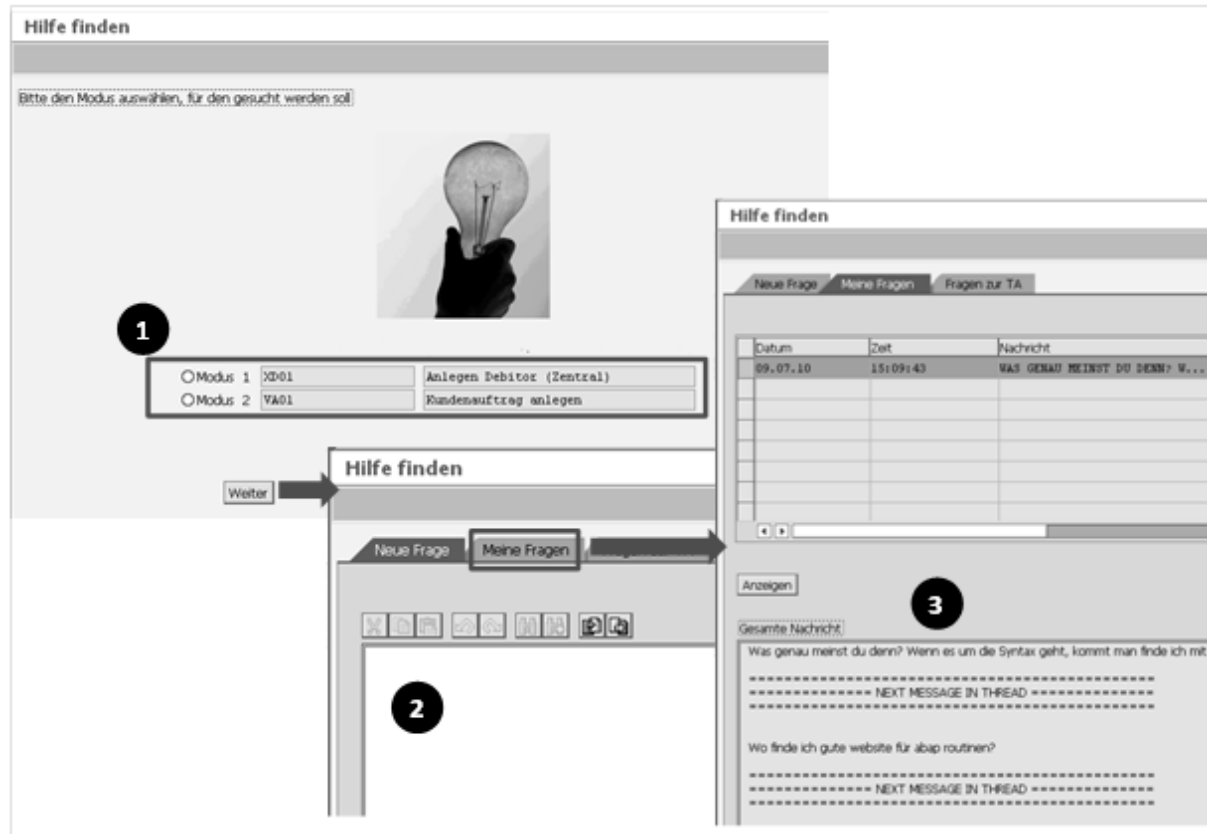 Hilfe finden
Bitte den Modus auswählen, für den gesucht werden soll
1
Modus 1 XD01 Anlegen Debitor (Zentral)
Modus 2 VA01 Kundenauftrag anlegen
Weiter
Hilfe finden
Neue Frage Meine Fragen
2
Hilfe finden
Neue Frage Meine Fragen Fragen zur TA
Datum Zeit Nachricht
09.07.10 15:09:43 WAS GENAU MEINST DU DENN? W...
Anzeigen
3
Gesamte Nachricht
Was genau meinst du denn? Wenn es um die Syntax geht, kommt man finde ich mit
==============================================
============== NEXT MESSAGE IN THREAD ==============
==============================================
Wo finde ich gute website für abap routinen?
==============================================
============== NEXT MESSAGE IN THREAD ==============
==============================================